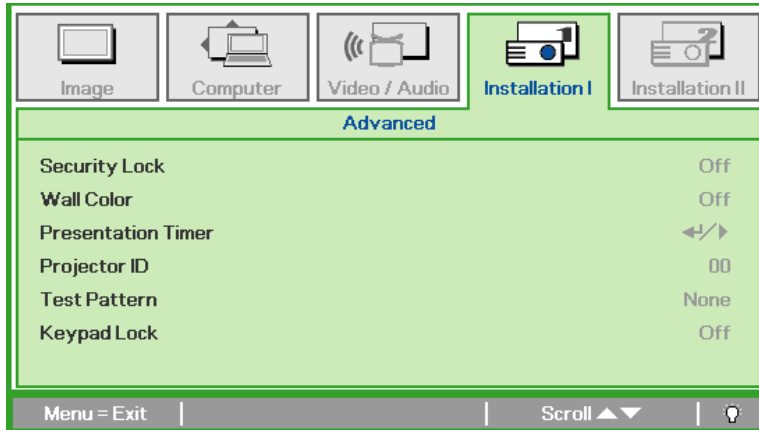 Image Computer Video / Audio Installation I Installation II
Advanced
Security Lock Off
Wall Color Off
Presentation Timer ↵/▶
Projector ID 00
Test Pattern None
Keypad Lock Off
Menu = Exit Scroll ▲▼